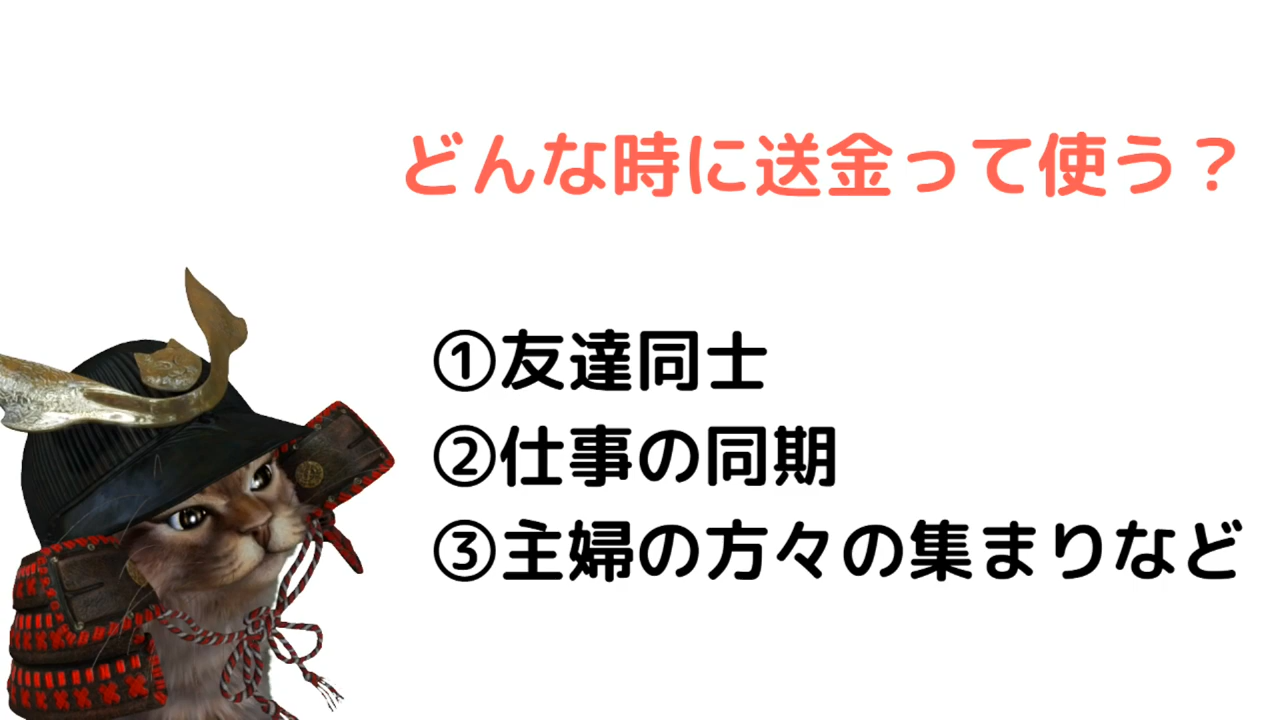 どんな時に送金って使う？
①友達同士
②仕事の同期
③主婦の方々の集まりなど